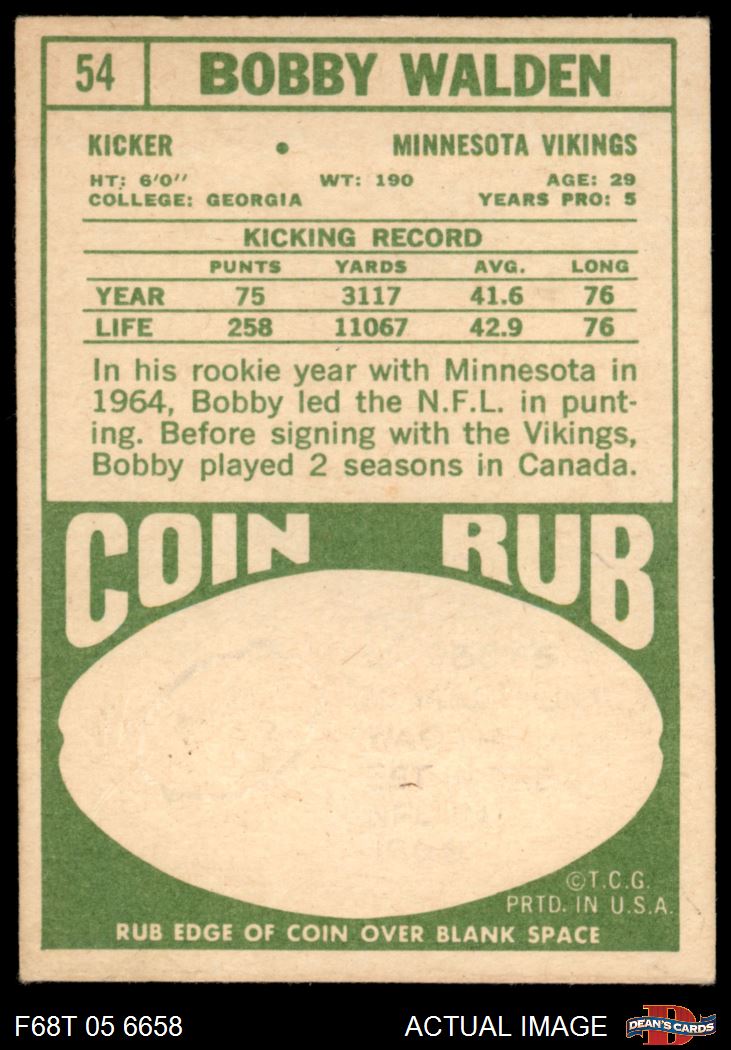 54 BOBBY WALDEN
KICKER • MINNESOTA VIKINGS
HT: 6'0" WT: 190 AGE: 29
COLLEGE: GEORGIA YEARS PRO: 5
KICKING RECORD
PUNTS YARDS AVG. LONG
YEAR 75 3117 41.6 76
LIFE 258 11067 42.9 76
In his rookie year with Minnesota in
1964, Bobby led the N.F.L. in punt-
ing. Before signing with the Vikings,
Bobby played 2 seasons in Canada.
COIN RUB
©T.C.G.
PRTD. IN U.S.A.
RUB EDGE OF COIN OVER BLANK SPACE
F68T 05 6658 ACTUAL IMAGE D DEAN'S CARDS